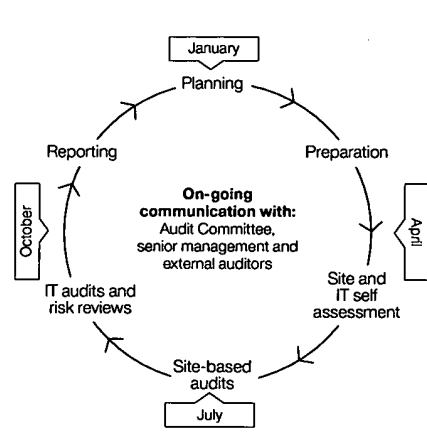 January
Planning
Preparation
April
Site and
IT self
assessment
July
Site-based
audits
IT audits and
risk reviews
October
Reporting
On-going
communication with:
Audit Committee,
senior management and
external auditors